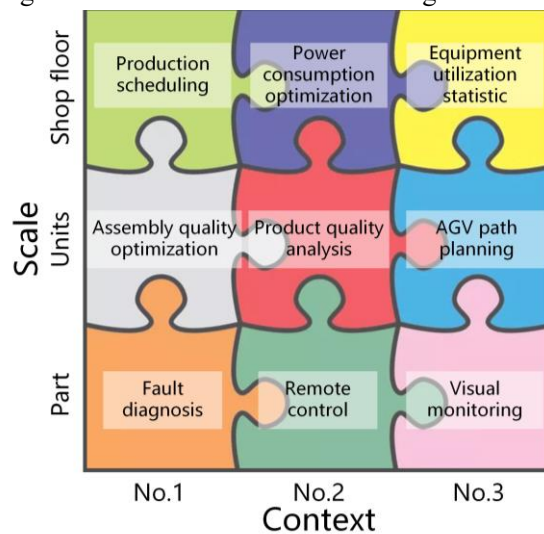 Shop floor
Production
scheduling
Power
consumption
optimization
Equipment
utilization
statistic
Scale
Units
Assembly quality
optimization
Product quality
analysis
AGV path
planning
Part
Fault
diagnosis
Remote
control
Visual
monitoring
No.1
No.2
No.3
Context